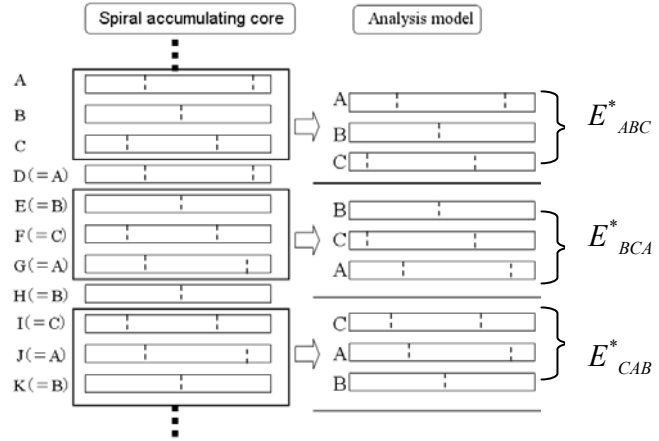 Spiral accumulating core
Analysis model
A
B
C
D(=A)
E(=B)
F(=C)
G(=A)
H(=B)
I(=C)
J(=A)
K(=B)
A
B
C
E*ABC
B
C
A
E*BCA
C
A
B
E*CAB